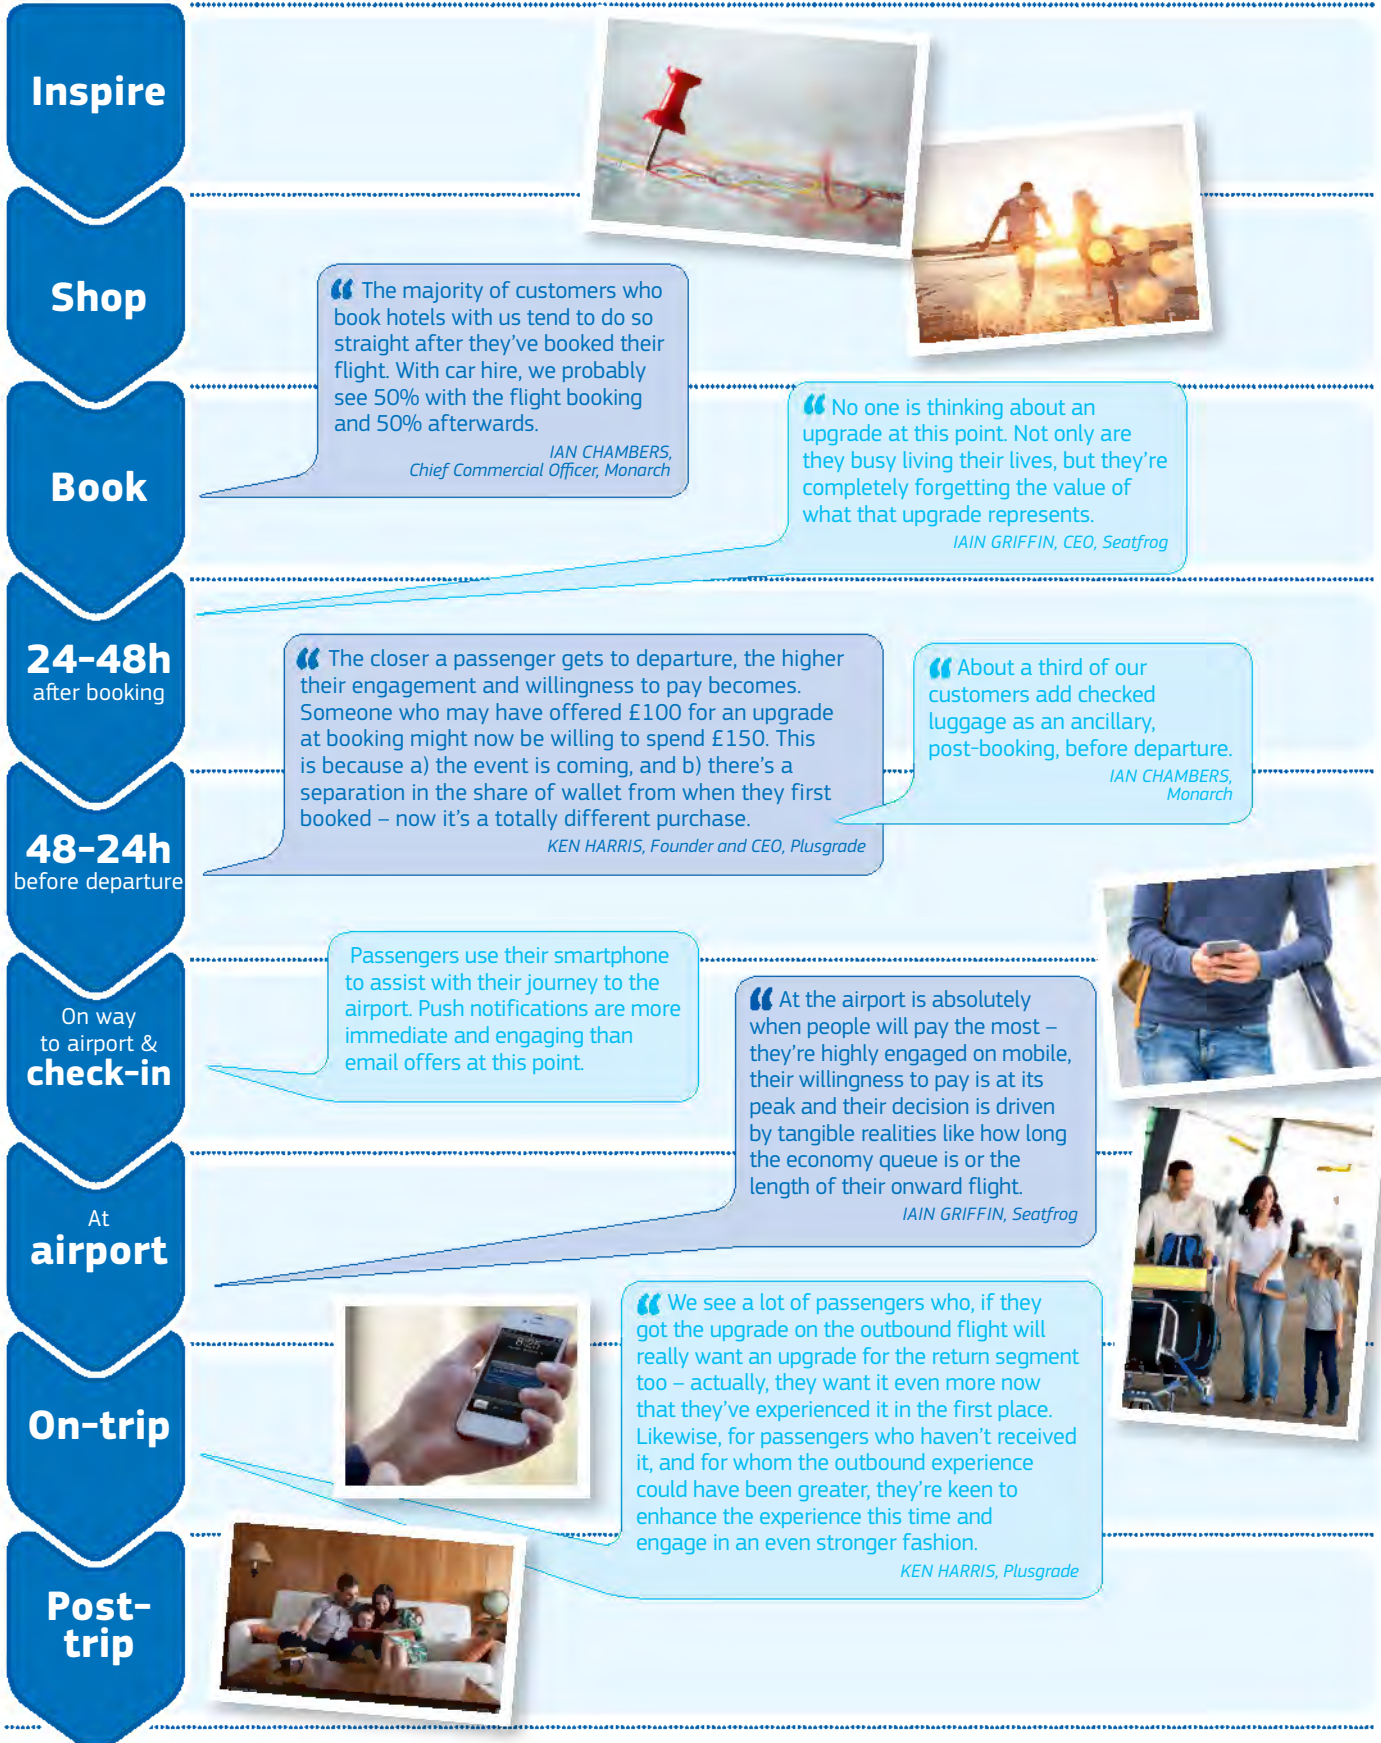 Inspire
Shop
“ The majority of customers who
book hotels with us tend to do so
straight after they’ve booked their
flight. With car hire, we probably
see 50% with the flight booking
and 50% afterwards.
IAN CHAMBERS,
Chief Commercial Officer, Monarch
Book
“ No one is thinking about an
upgrade at this point. Not only are
they busy living their lives, but they’re
completely forgetting the value of
what that upgrade represents.
IAIN GRIFFIN, CEO, Seatfrog
24-48h
after booking
“ The closer a passenger gets to departure, the higher
their engagement and willingness to pay becomes.
Someone who may have offered £100 for an upgrade
at booking might now be willing to spend £150. This
is because a) the event is coming, and b) there’s a
separation in the share of wallet from when they first
booked – now it’s a totally different purchase.
KEN HARRIS, Founder and CEO, Plusgrade
“ About a third of our
customers add checked
luggage as an ancillary,
post-booking, before departure.
IAN CHAMBERS,
Monarch
48-24h
before departure
Passengers use their smartphone
to assist with their journey to the
airport. Push notifications are more
immediate and engaging than
email offers at this point.
On way
to airport &
check-in
“ At the airport is absolutely
when people will pay the most –
they’re highly engaged on mobile,
their willingness to pay is at its
peak and their decision is driven
by tangible realities like how long
the economy queue is or the
length of their onward flight.
IAIN GRIFFIN, Seatfrog
At
airport
“ We see a lot of passengers who, if they
got the upgrade on the outbound flight will
really want an upgrade for the return segment
too – actually, they want it even more now
that they’ve experienced it in the first place.
Likewise, for passengers who haven’t received
it, and for whom the outbound experience
could have been greater, they’re keen to
enhance the experience this time and
engage in an even stronger fashion.
KEN HARRIS, Plusgrade
On-trip
Post-
trip